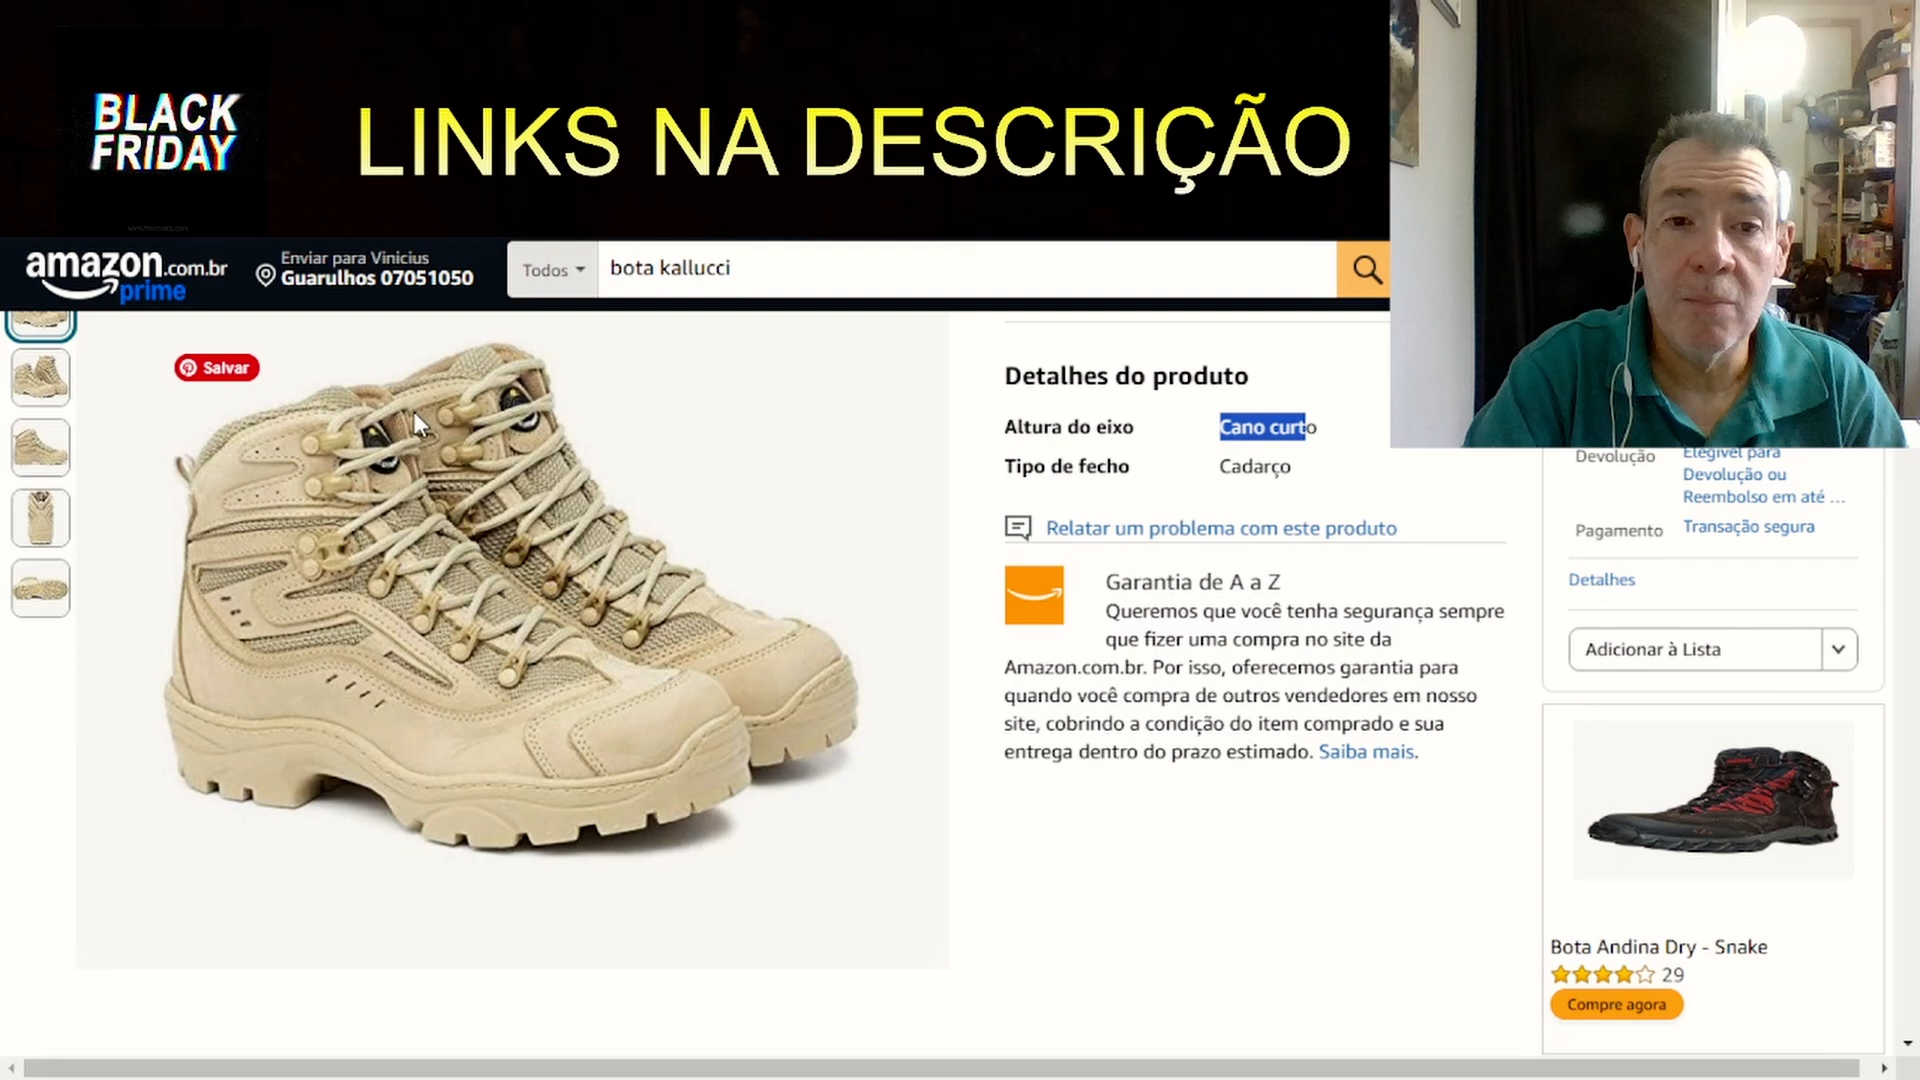 BLACK
FRIDAY
LINKS NA DESCRIÇÃO
amazon.com.br
prime
Enviar para Vinicius
Guarulhos 07051050
Todos
bota kallucci
Salvar
Detalhes do produto
Altura do eixo Cano curto
Tipo de fecho Cadarço
Relatar um problema com este produto
Garantia de A a Z
Queremos que você tenha segurança sempre
que fizer uma compra no site da
Amazon.com.br. Por isso, oferecemos garantia para
quando você compra de outros vendedores em nosso
site, cobrindo a condição do item comprado e sua
entrega dentro do prazo estimado. Saiba mais.
Devolução Elegível para
Devolução ou
Reembolso em até ...
Pagamento Transação segura
Detalhes
Adicionar à Lista
Bota Andina Dry - Snake
29
Compre agora